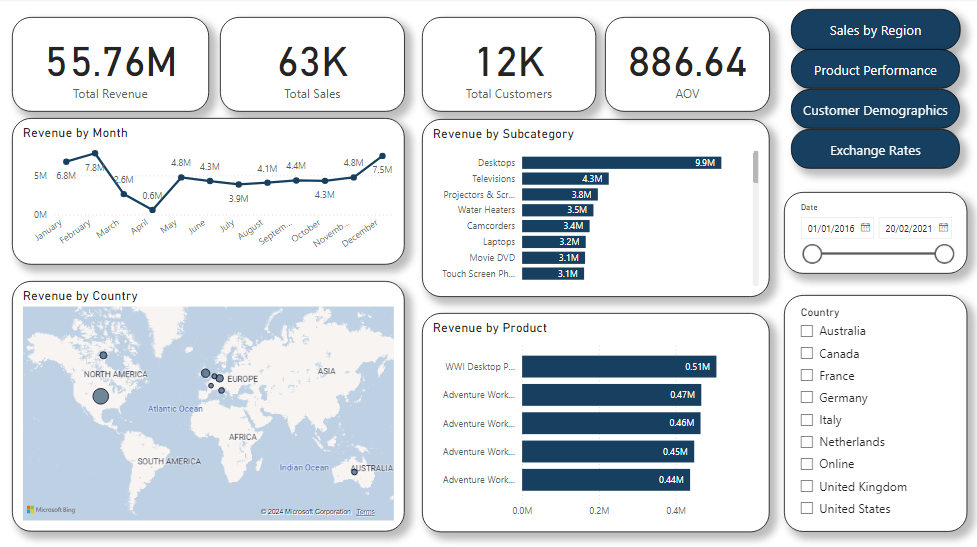 55.76M
Total Revenue
63K
Total Sales
12K
Total Customers
886.64
AOV
Sales by Region
Product Performance
Customer Demographics
Exchange Rates
Revenue by Month
5M
0M
6.8M
7.8M
2.6M
0.6M
4.8M
4.3M
3.9M
4.1M
4.4M
4.3M
4.8M
7.5M
January
February
March
April
May
June
July
August
Septem...
October
Novemb...
December
Revenue by Subcategory
Desktops 9.9M
Televisions 4.3M
Projectors & Scr... 3.8M
Water Heaters 3.5M
Camcorders 3.4M
Laptops 3.2M
Movie DVD 3.1M
Touch Screen Ph... 3.1M
Date
01/01/2016 20/02/2021
Revenue by Country
NORTH AMERICA
EUROPE
ASIA
Atlantic Ocean
AFRICA
SOUTH AMERICA
Indian Ocean
AUSTRALIA
Microsoft Bing
© 2024 Microsoft Corporation Terms
Revenue by Product
WWI Desktop P... 0.51M
Adventure Work... 0.47M
Adventure Work... 0.46M
Adventure Work... 0.45M
Adventure Work... 0.44M
0.0M 0.2M 0.4M
Country
Australia
Canada
France
Germany
Italy
Netherlands
Online
United Kingdom
United States